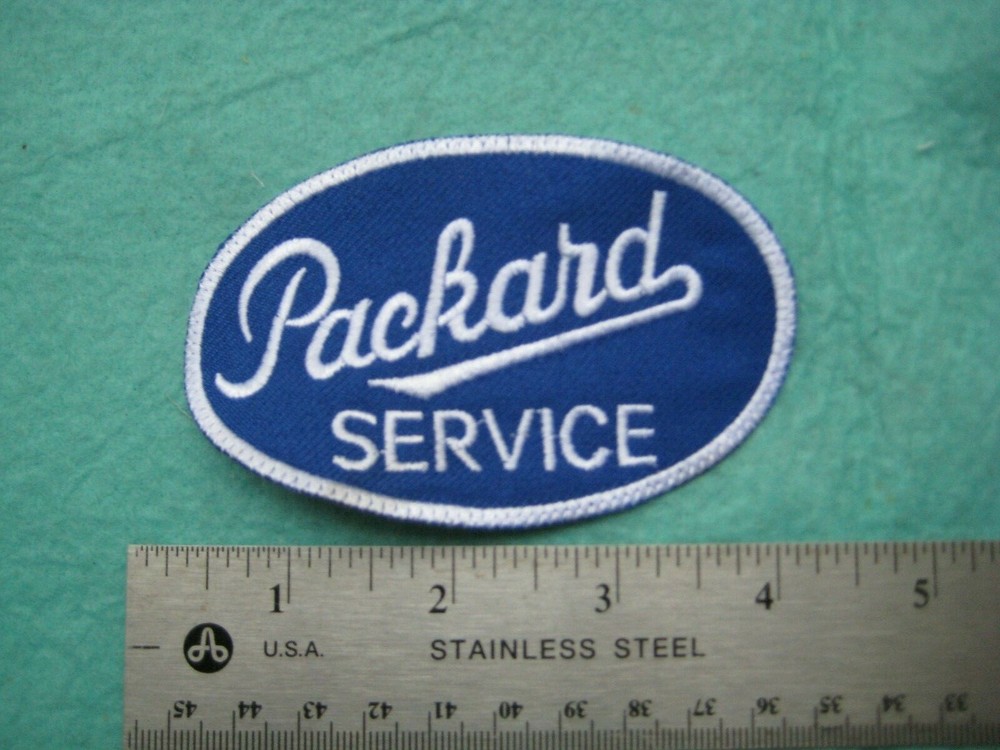 Packard
SERVICE
1 2 3 4 5
U.S.A. STAINLESS STEEL
45 44 43 42 41 40 39 38 37 36 35 34 33